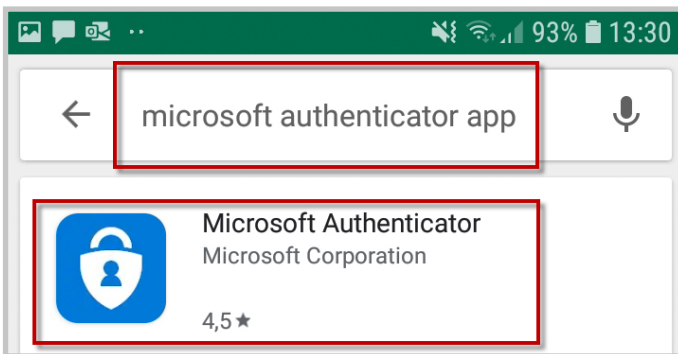 93% 13:30
microsoft authenticator app
Microsoft Authenticator
Microsoft Corporation
4,5★